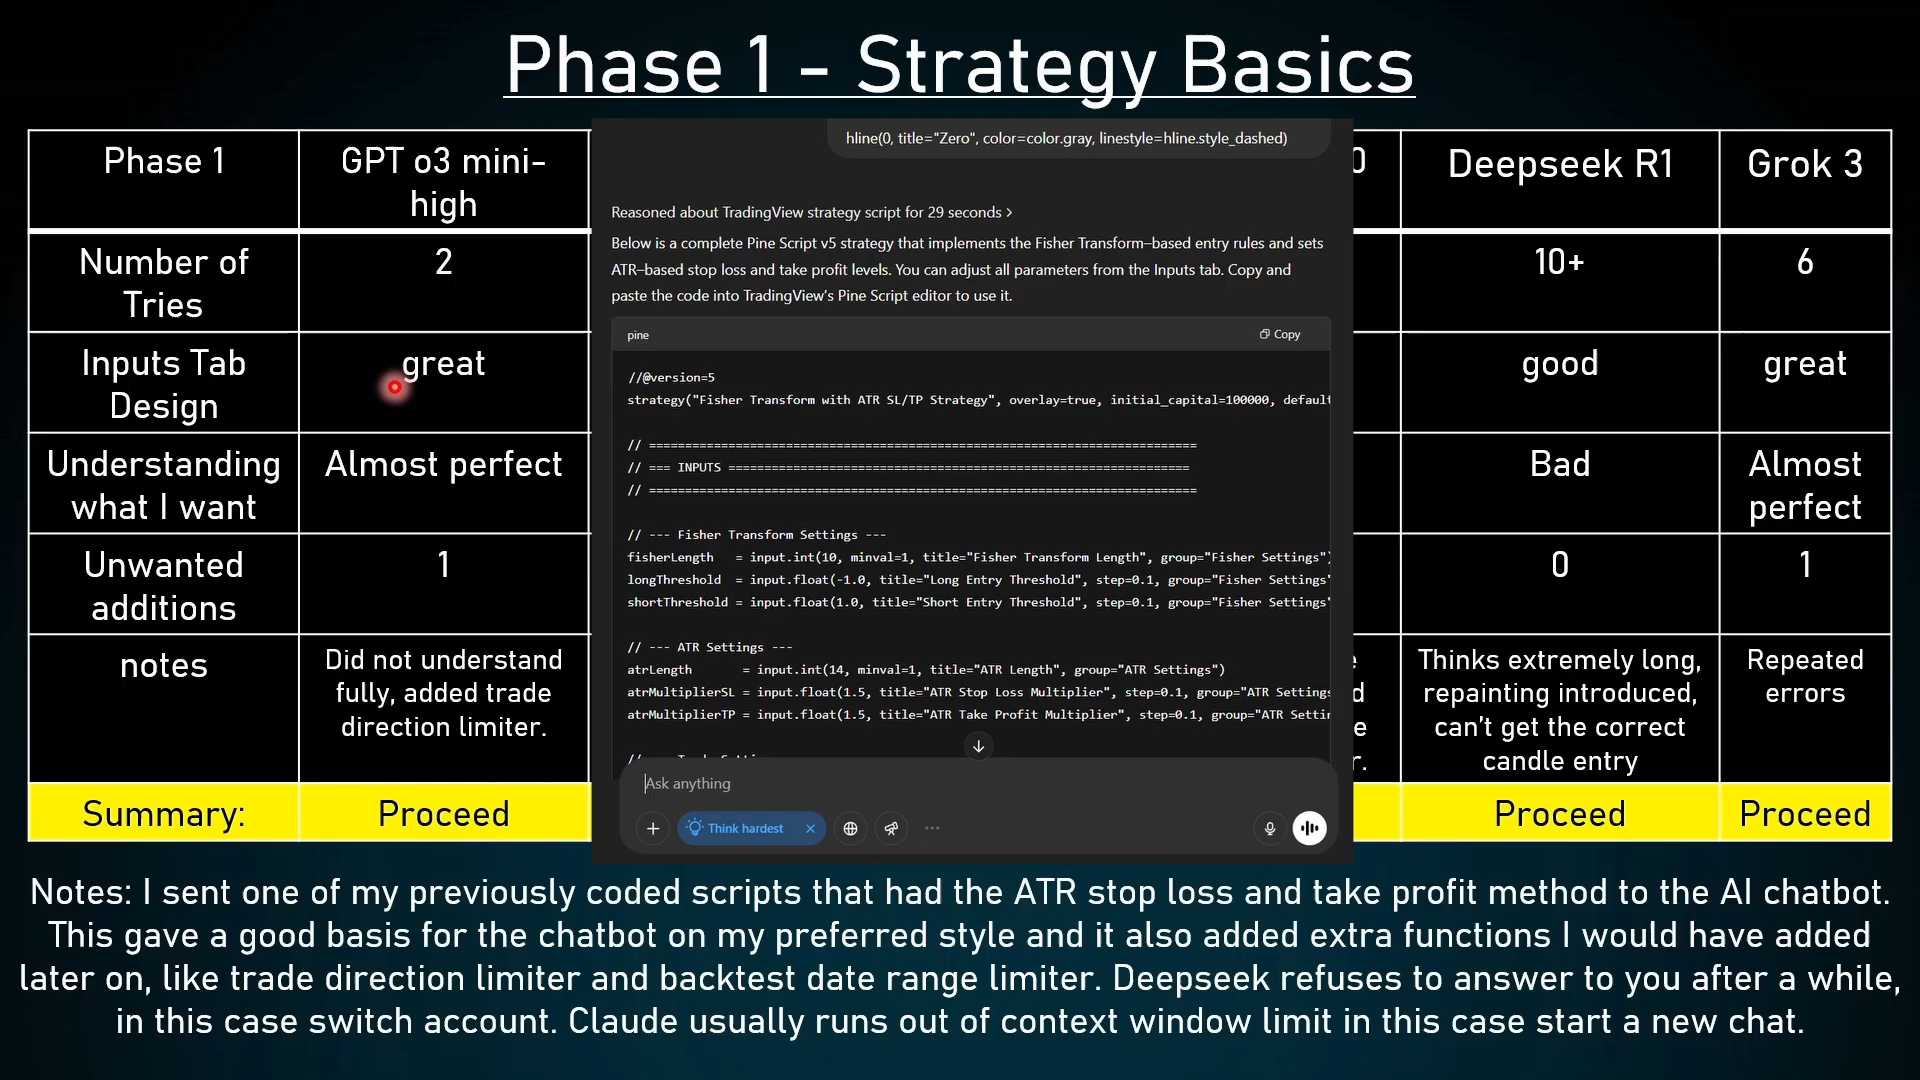 Phase 1 - Strategy Basics
Phase 1
GPT o3 mini-
high
Deepseek R1
Grok 3
Number of
Tries
2
10+
6
Inputs Tab
Design
great
good
great
Understanding
what I want
Almost perfect
Bad
Almost
perfect
Unwanted
additions
1
0
1
notes
Did not understand
fully, added trade
direction limiter.
Thinks extremely long,
repainting introduced,
can't get the correct
candle entry
Repeated
errors
Summary:
Proceed
Proceed
Proceed
hline(0, title="Zero", color=color.gray, linestyle=hline.style_dashed)
Reasoned about TradingView strategy script for 29 seconds >
Below is a complete Pine Script v5 strategy that implements the Fisher Transform–based entry rules and sets
ATR–based stop loss and take profit levels. You can adjust all parameters from the Inputs tab. Copy and
paste the code into TradingView's Pine Script editor to use it.
pine
Copy
//@version=5
strategy("Fisher Transform with ATR SL/TP Strategy", overlay=true, initial_capital=100000, default
// ============================================================================
// === INPUTS ================================================================
// ============================================================================
// --- Fisher Transform Settings ---
fisherLength   = input.int(10, minval=1, title="Fisher Transform Length", group="Fisher Settings")
longThreshold  = input.float(-1.0, title="Long Entry Threshold", step=0.1, group="Fisher Settings"
shortThreshold = input.float(1.0, title="Short Entry Threshold", step=0.1, group="Fisher Settings"
// --- ATR Settings ---
atrLength       = input.int(14, minval=1, title="ATR Length", group="ATR Settings")
atrMultiplierSL = input.float(1.5, title="ATR Stop Loss Multiplier", step=0.1, group="ATR Settings
atrMultiplierTP = input.float(1.5, title="ATR Take Profit Multiplier", step=0.1, group="ATR Settin
Ask anything
Think hardest
Notes: I sent one of my previously coded scripts that had the ATR stop loss and take profit method to the AI chatbot.
This gave a good basis for the chatbot on my preferred style and it also added extra functions I would have added
later on, like trade direction limiter and backtest date range limiter. Deepseek refuses to answer to you after a while,
in this case switch account. Claude usually runs out of context window limit in this case start a new chat.